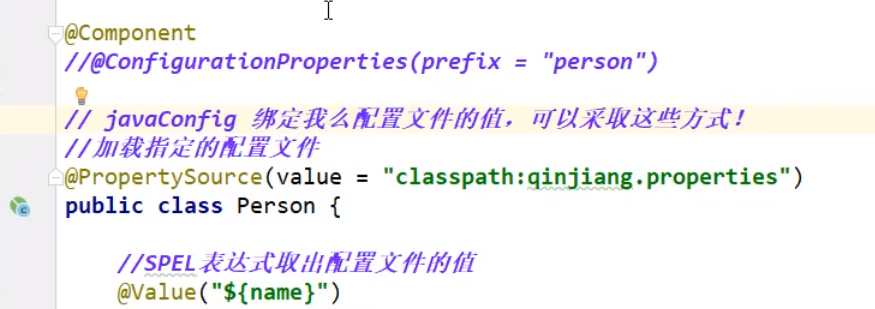 @Component
//@ConfigurationProperties(prefix = "person")
// javaConfig 绑定我么配置文件的值，可以采取这些方式！
//加载指定的配置文件
@PropertySource(value = "classpath:qinjiang.properties")
public class Person {
//SPEL表达式取出配置文件的值
@Value("${name}")